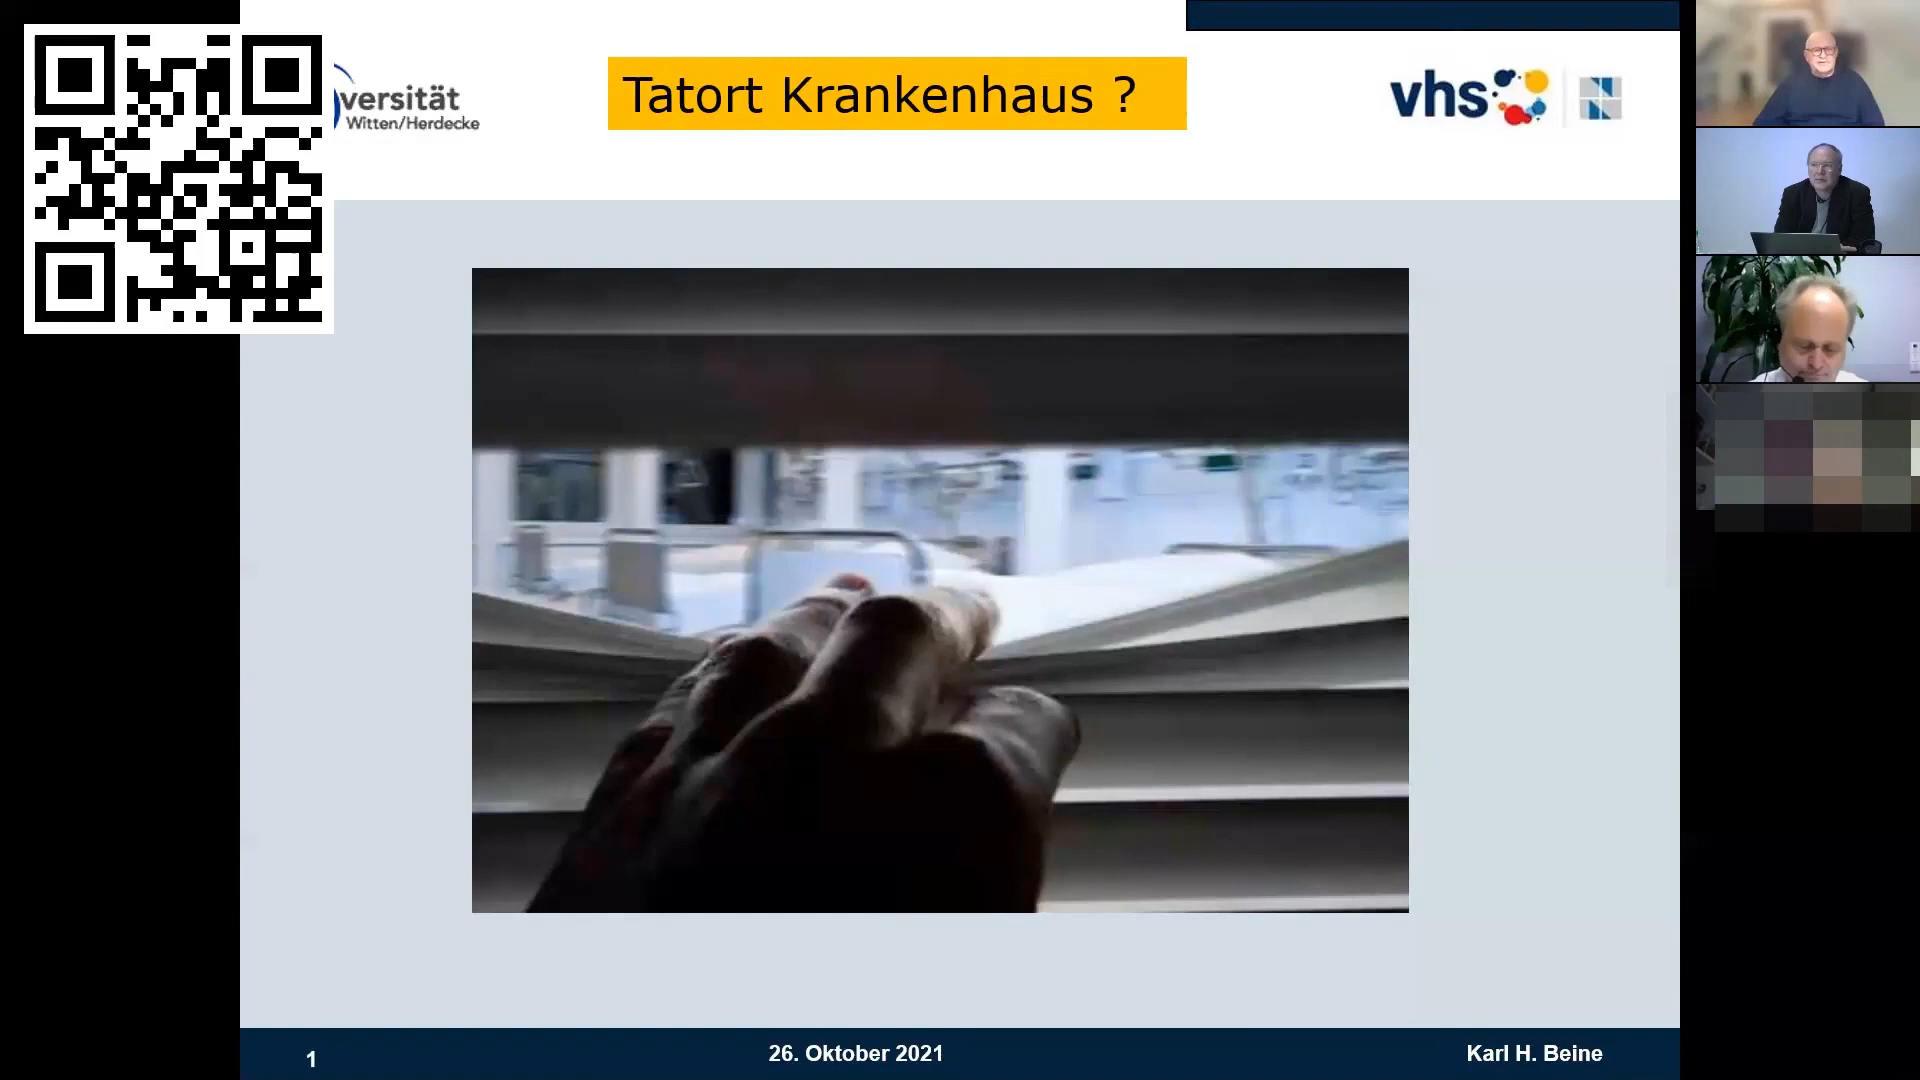 versität
Witten/Herdecke
Tatort Krankenhaus ?
vhs
1
26. Oktober 2021
Karl H. Beine